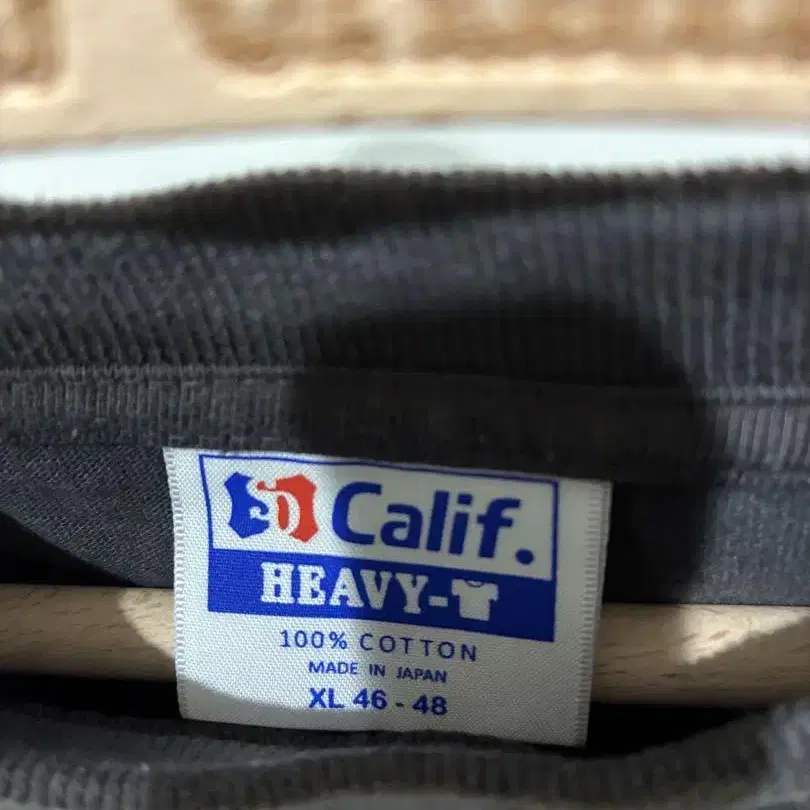 SD Calif.
HEAVY-T
100% COTTON
MADE IN JAPAN
XL 46 - 48